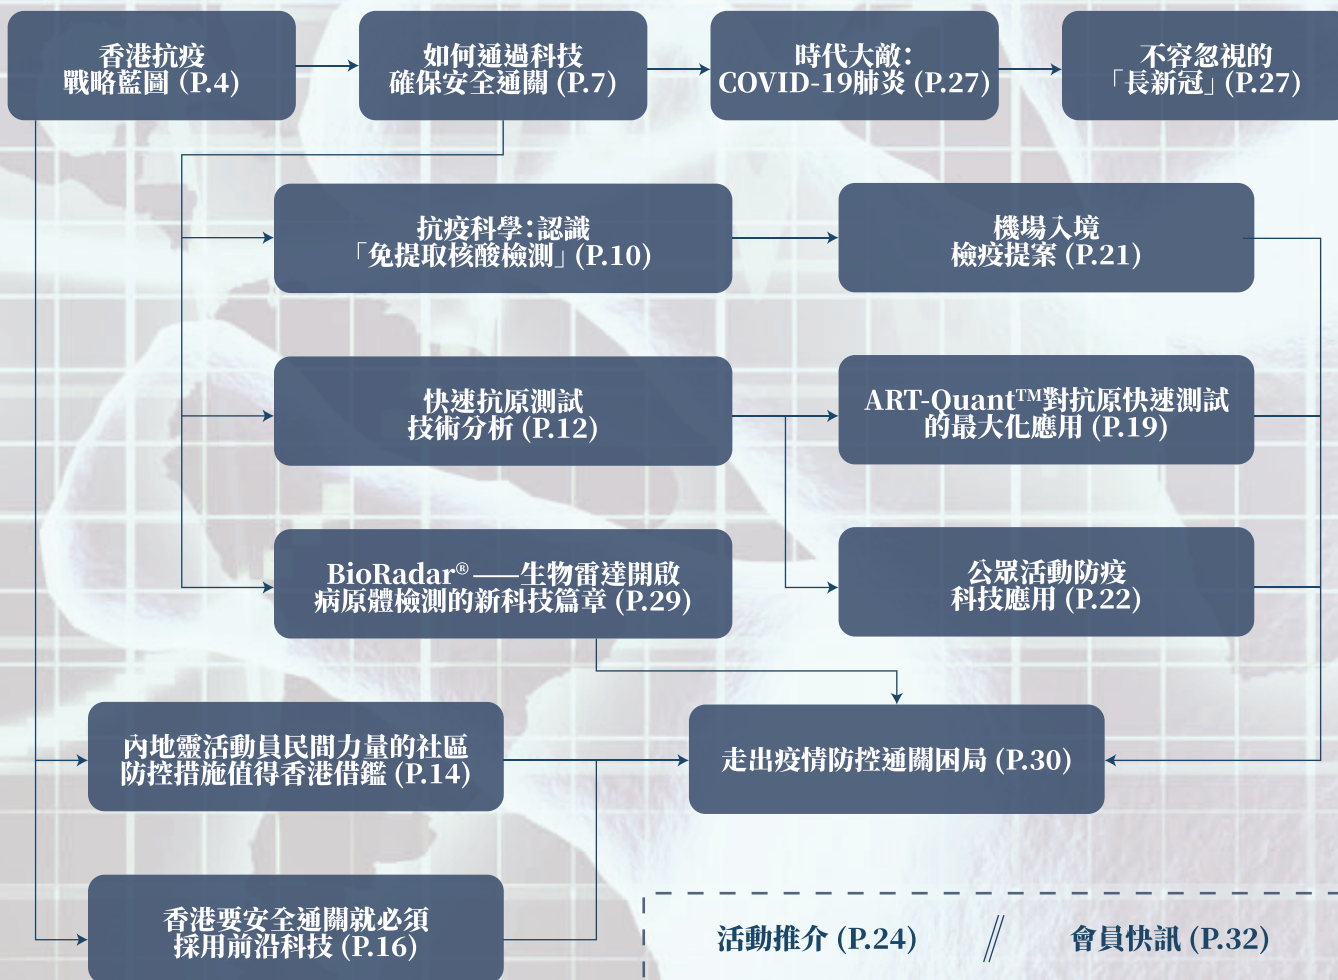 香港抗疫
戰略藍圖 (P.4)
如何通過科技
確保安全通關 (P.7)
時代大敵：
COVID-19肺炎 (P.27)
不容忽視的
「長新冠」(P.27)
抗疫科學：認識
「免提取核酸檢測」(P.10)
機場入境
檢疫提案 (P.21)
快速抗原測試
技術分析 (P.12)
ART-Quant™對抗原快速測試
的最大化應用 (P.19)
BioRadar®——生物雷達開啟
病原體檢測的新科技篇章 (P.29)
公眾活動防疫
科技應用 (P.22)
內地靈活動員民間力量的社區
防控措施值得香港借鑑 (P.14)
走出疫情防控通關困局 (P.30)
香港要安全通關就必須
採用前沿科技 (P.16)
活動推介 (P.24) // 會員快訊 (P.32)